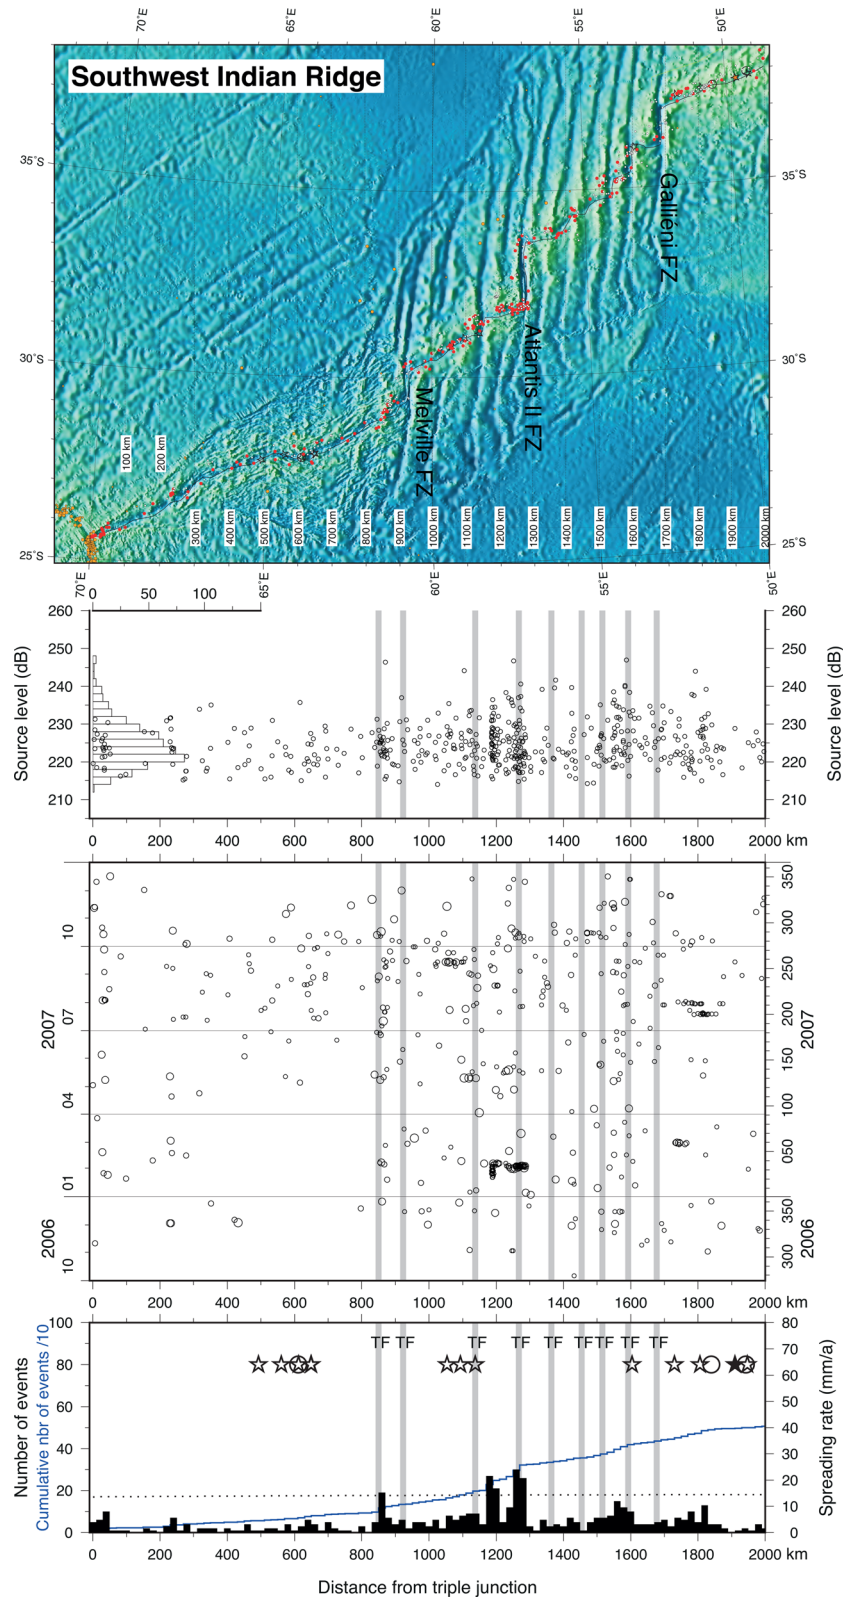 70°E 65°E 60°E 55°E 50°E
Southwest Indian Ridge
35°S 35°S
Galliéni FZ
30°S 30°S
Atlantis II FZ
Melville FZ
100 km 200 km
300 km 400 km 500 km 600 km 700 km 800 km 900 km 1000 km 1100 km 1200 km 1300 km 1400 km 1500 km 1600 km 1700 km 1800 km 1900 km 2000 km
25°S 25°S
70°E 65°E 60°E 55°E 50°E
0 50 100
260 260
250 250
240 240
230 230
220 220
210 210
Source level (dB) Source level (dB)
0 200 400 600 800 1000 1200 1400 1600 1800 2000 km
10 07 04 01 10
2007 2006
350 300 250 200 150 100 050 350 300
2007 2006
0 200 400 600 800 1000 1200 1400 1600 1800 2000 km
100 80
TF TF TF TF TF TF TF TF TF
70
80 60
50
60
40
40 30
20
20
10
0 0
Number of events
Cumulative nbr of events /10
Spreading rate (mm/a)
0 200 400 600 800 1000 1200 1400 1600 1800 2000 km
Distance from triple junction